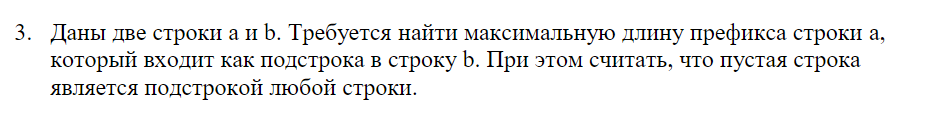 3. Даны две строки a и b. Требуется найти максимальную длину префикса строки a,
который входит как подстрока в строку b. При этом считать, что пустая строка
является подстрокой любой строки.